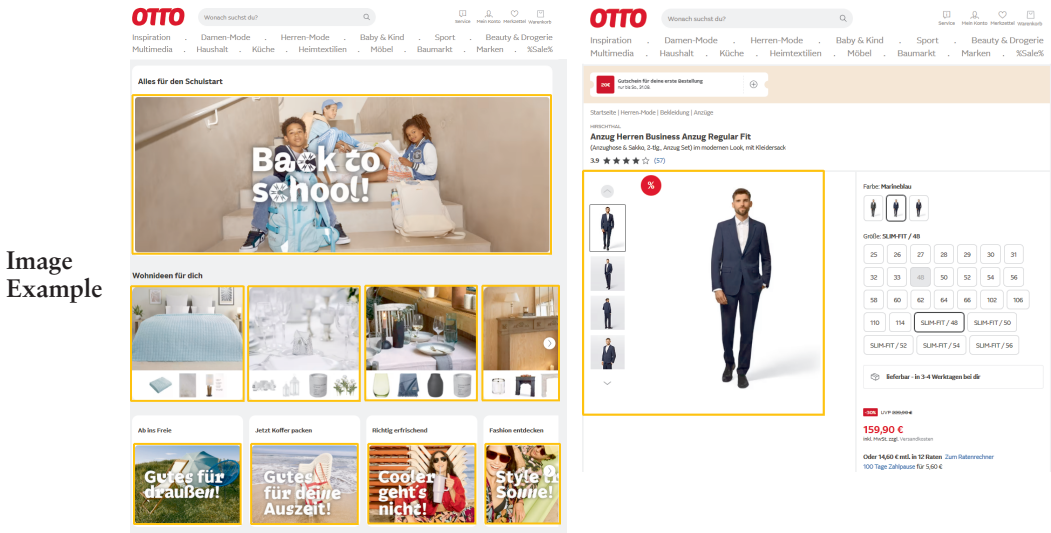 Image
Example
OTTO
Wonach suchst du?
Service Mein Konto Merkzettel Warenkorb
Inspiration . Damen-Mode . Herren-Mode . Baby & Kind . Sport . Beauty & Drogerie
Multimedia . Haushalt . Küche . Heimtextilien . Möbel . Baumarkt . Marken . %Sale%
Alles für den Schulstart
Back to
school!
Wohnideen für dich
Ab ins Freie
Jetzt Koffer packen
Richtig erfrischend
Fashion entdecken
Gutes für
draußen!
Gutes
für deine
Auszeit!
Cooler
geht's
nicht!
Style
Sonne!
OTTO
Wonach suchst du?
Service Mein Konto Merkzettel Warenkorb
Inspiration . Damen-Mode . Herren-Mode . Baby & Kind . Sport . Beauty & Drogerie
Multimedia . Haushalt . Küche . Heimtextilien . Möbel . Baumarkt . Marken . %Sale%
20€
Gutschein für deine erste Bestellung
nur bis So., 31.08.
Startseite | Herren-Mode | Bekleidung | Anzüge
HIRSCHTHAL
Anzug Herren Business Anzug Regular Fit
(Anzughose & Sakko, 2-tlg., Anzug Set) im modernen Look, mit Kleidersack
3.9 ★★★★☆ (57)
%
Farbe: Marineblau
Größe: SLIM-FIT / 48
25 26 27 28 29 30 31
32 33 48 50 52 54 56
58 60 62 64 66 102 106
110 114 SLIM-FIT / 48 SLIM-FIT / 50
SLIM-FIT / 52 SLIM-FIT / 54 SLIM-FIT / 56
lieferbar - in 3-4 Werktagen bei dir
UVP
159,90 €
inkl. MwSt. zzgl. Versandkosten
Oder 14,60 € mtl. in 12 Raten Zum Ratenrechner
100 Tage Zahlpause für 5,60 €